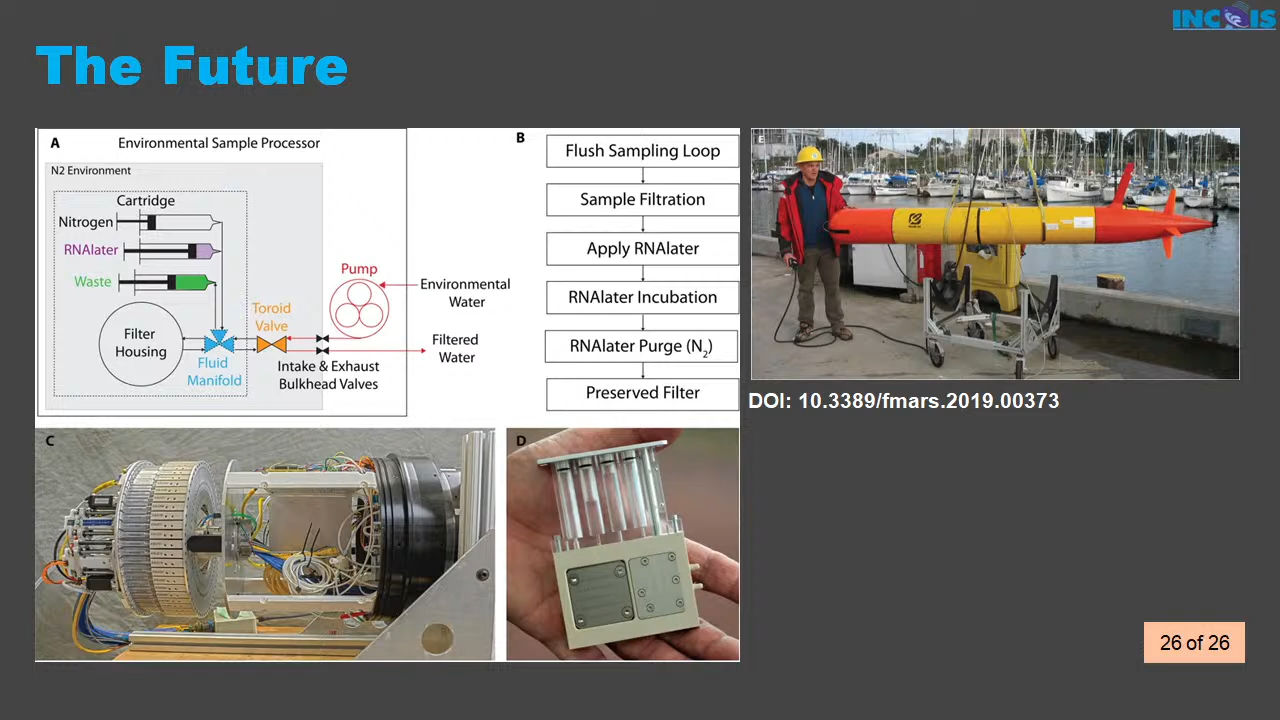 INCOIS
The Future
A
Environmental Sample Processor
N2 Environment
Cartridge
Nitrogen
RNAlater
Waste
Pump
Environmental
Water
Toroid
Valve
Filter
Housing
Fluid
Manifold
Filtered
Water
Intake & Exhaust
Bulkhead Valves
B
Flush Sampling Loop
Sample Filtration
Apply RNAlater
RNAlater Incubation
RNAlater Purge (N₂)
Preserved Filter
E
DOI: 10.3389/fmars.2019.00373
C
D
26 of 26